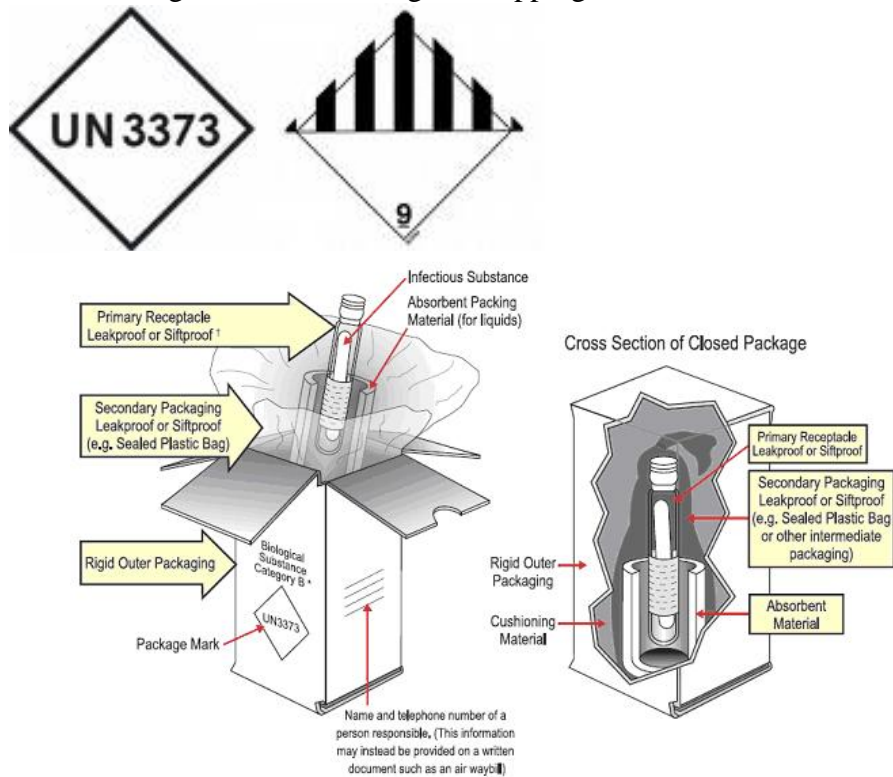 UN 3373
9
Infectious Substance
Primary Receptacle
Leakproof or Siftproof †
Absorbent Packing
Material (for liquids)
Secondary Packaging
Leakproof or Siftproof
(e.g. Sealed Plastic Bag)
Rigid Outer Packaging
Biological
Substance
Category B *
UN3373
Package Mark
Name and telephone number of a
person responsible. (This information
may instead be provided on a written
document such as an air waybill)
Cross Section of Closed Package
Primary Receptacle
Leakproof or Siftproof
Secondary Packaging
Leakproof or Siftproof
(e.g. Sealed Plastic Bag
or other intermediate
packaging)
Rigid Outer
Packaging
Cushioning
Material
Absorbent
Material